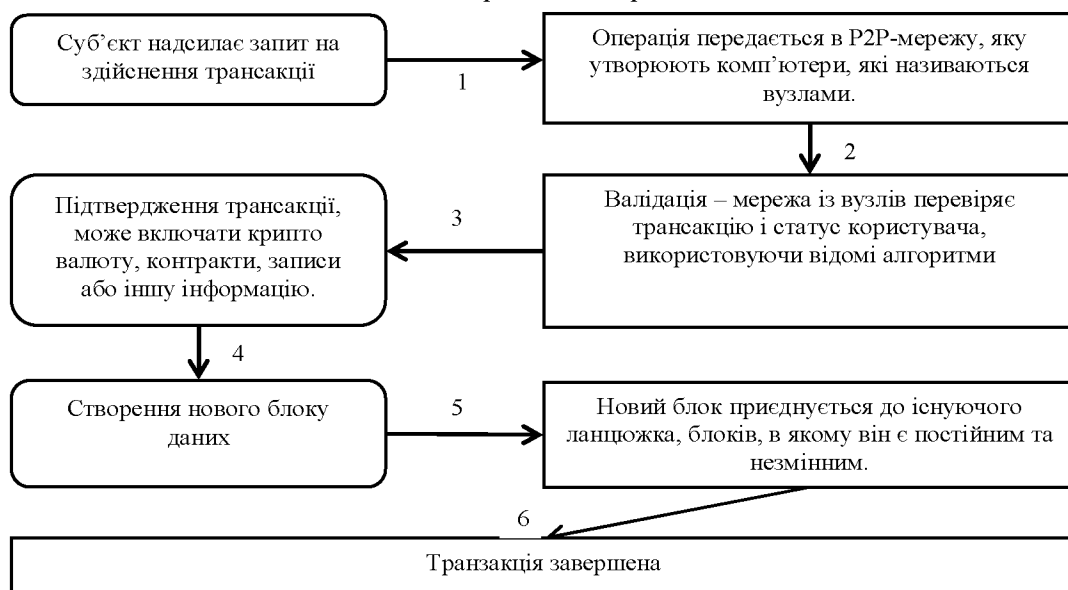 Суб’єкт надсилає запит на
здійснення трансакції
1
Операція передається в P2P-мережу, яку
утворюють комп’ютери, які називаються
вузлами.
2
Валідація – мережа із вузлів перевіряє
трансакцію і статус користувача,
використовуючи відомі алгоритми
3
Підтвердження трансакції,
може включати крипто
валюту, контракти, записи
або іншу інформацію.
4
Створення нового блоку
даних
5
Новий блок приєднується до існуючого
ланцюжка, блоків, в якому він є постійним та
незмінним.
6
Транзакція завершена